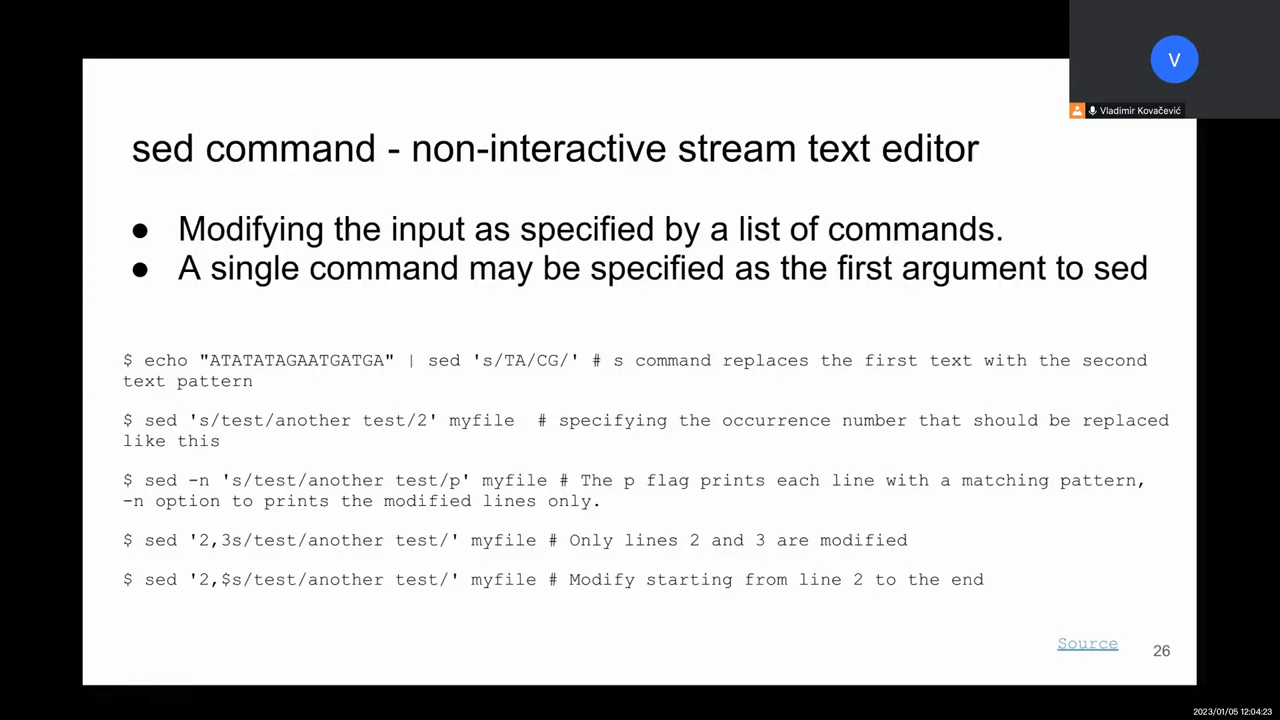 V
Vladimir Kovačević
sed command - non-interactive stream text editor
● Modifying the input as specified by a list of commands.
● A single command may be specified as the first argument to sed
$ echo "ATATATAGAATGATGA" | sed 's/TA/CG/' # s command replaces the first text with the second
text pattern
$ sed 's/test/another test/2' myfile  # specifying the occurrence number that should be replaced
like this
$ sed -n 's/test/another test/p' myfile # The p flag prints each line with a matching pattern,
-n option to prints the modified lines only.
$ sed '2,3s/test/another test/' myfile # Only lines 2 and 3 are modified
$ sed '2,$s/test/another test/' myfile # Modify starting from line 2 to the end
Source
26
2023/01/05 12:04:23